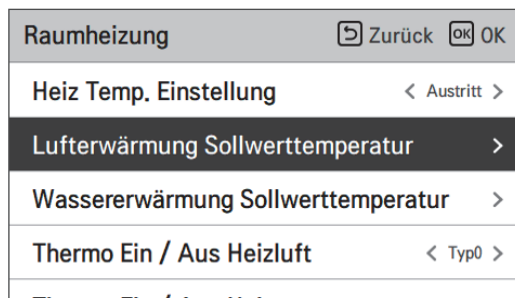 Raumheizung Zurück OK OK
Heiz Temp. Einstellung < Austritt >
Lufterwärmung Sollwerttemperatur >
Wassererwärmung Sollwerttemperatur >
Thermo Ein / Aus Heizluft < Typ0 >